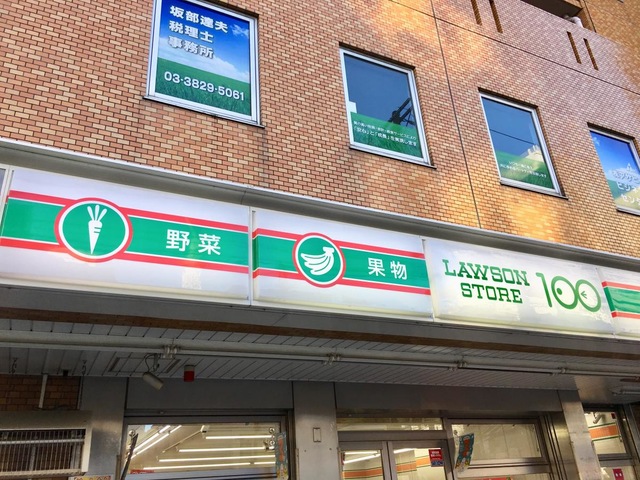 坂部達夫
税理士
事務所
03-3829-5061
野菜
果物
LAWSON
STORE 100